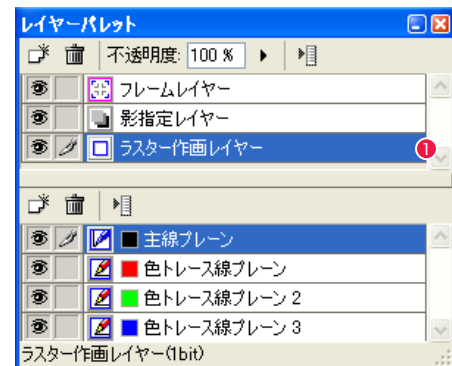 レイヤーパレット
不透明度: 100 %
フレームレイヤー
影指定レイヤー
ラスター作画レイヤー 1
主線プレーン
色トレース線プレーン
色トレース線プレーン 2
色トレース線プレーン 3
ラスター作画レイヤー(1bit)